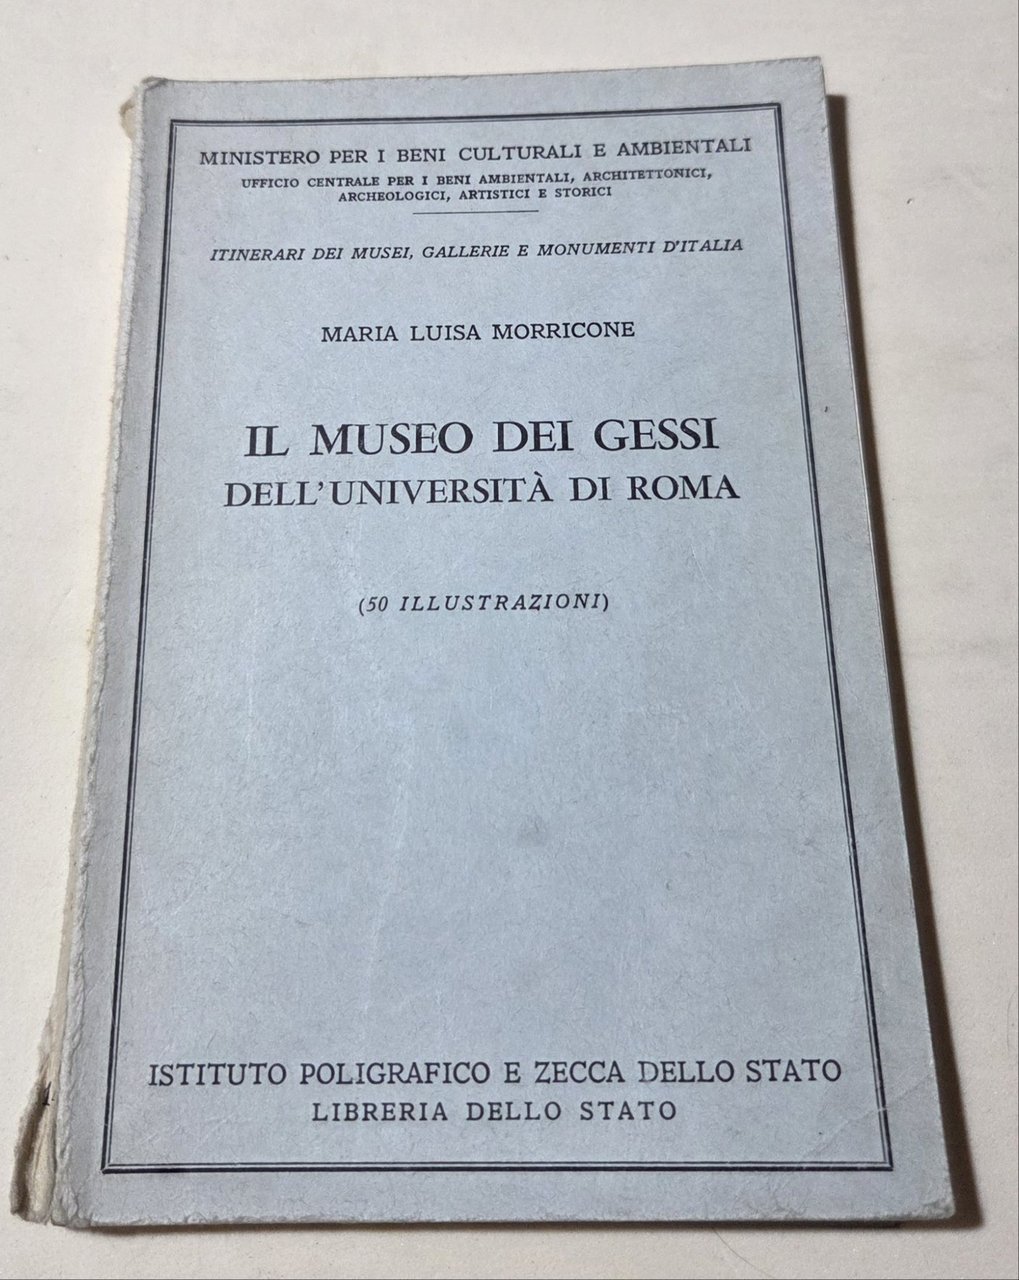 MINISTERO PER I BENI CULTURALI E AMBIENTALI
UFFICIO CENTRALE PER I BENI AMBIENTALI, ARCHITETTONICI,
ARCHEOLOGICI, ARTISTICI E STORICI
ITINERARI DEI MUSEI, GALLERIE E MONUMENTI D'ITALIA
MARIA LUISA MORRICONE
IL MUSEO DEI GESSI
DELL'UNIVERSITÀ DI ROMA
(50 ILLUSTRAZIONI)
ISTITUTO POLIGRAFICO E ZECCA DELLO STATO
LIBRERIA DELLO STATO